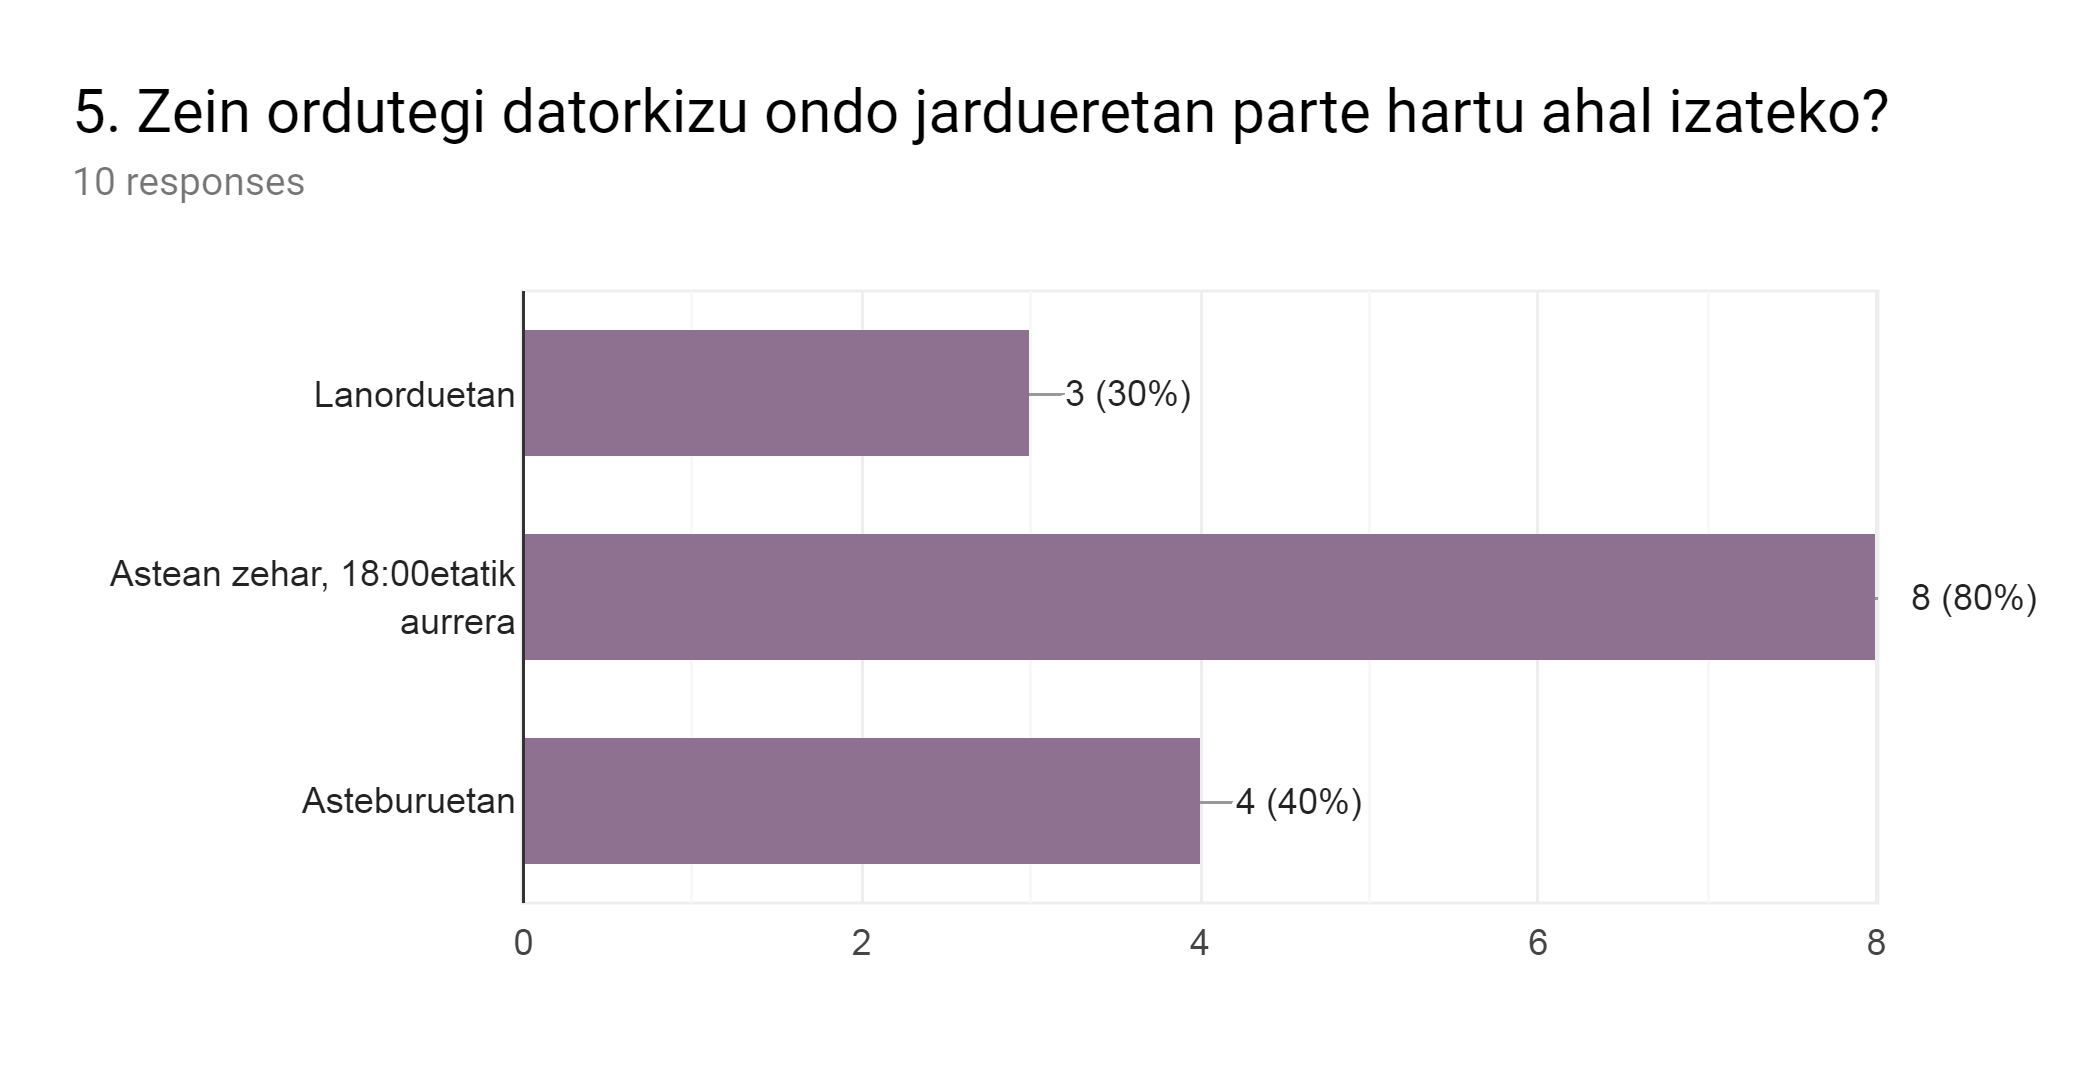 5. Zein ordutegi datorkizu ondo jardueretan parte hartu ahal izateko?
10 responses
Lanorduetan
3 (30%)
Astean zehar, 18:00etatik
aurrera
8 (80%)
Asteburuetan
4 (40%)
0 2 4 6 8